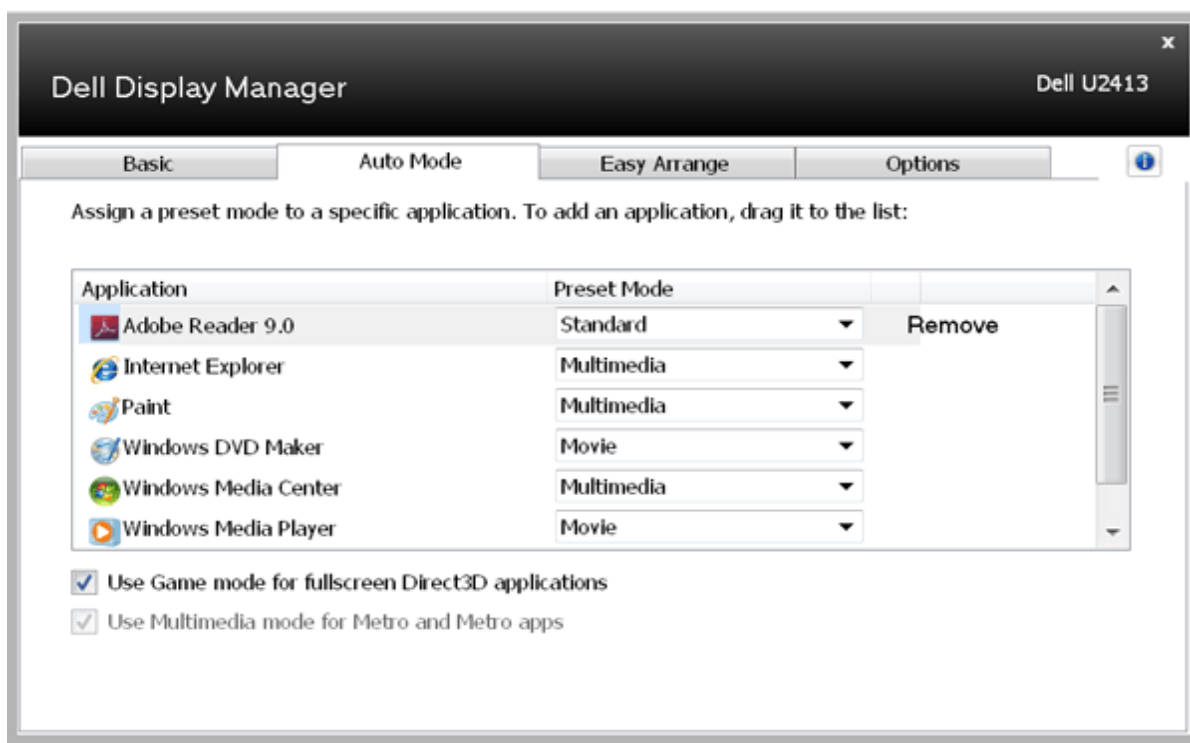 x
Dell Display Manager
Dell U2413
Basic
Auto Mode
Easy Arrange
Options
Assign a preset mode to a specific application. To add an application, drag it to the list:
Application Preset Mode
Adobe Reader 9.0 Standard Remove
Internet Explorer Multimedia
Paint Multimedia
Windows DVD Maker Movie
Windows Media Center Multimedia
Windows Media Player Movie
Use Game mode for fullscreen Direct3D applications
Use Multimedia mode for Metro and Metro apps